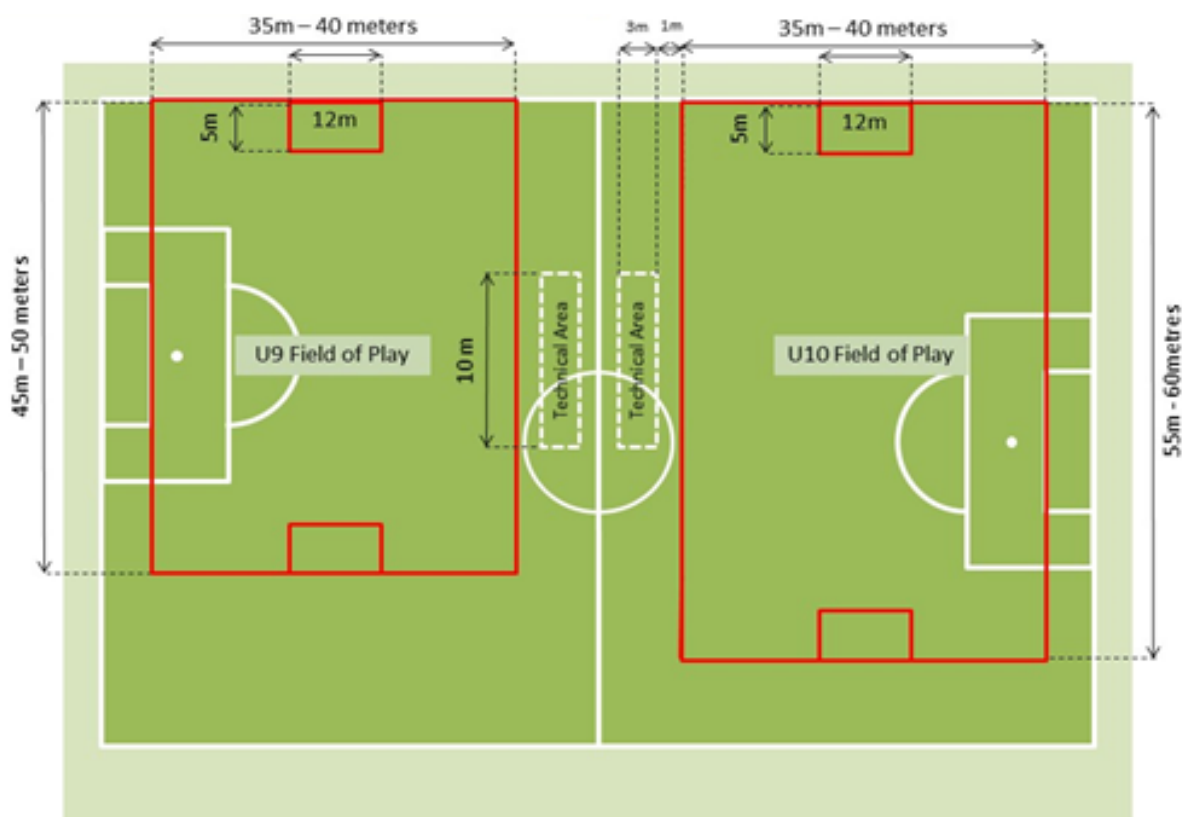 35m – 40 meters
3m
1m
35m – 40 meters
5m
12m
5m
12m
45m – 50 meters
U9 Field of Play
10 m
Technical Area
Technical Area
U10 Field of Play
55m - 60metres